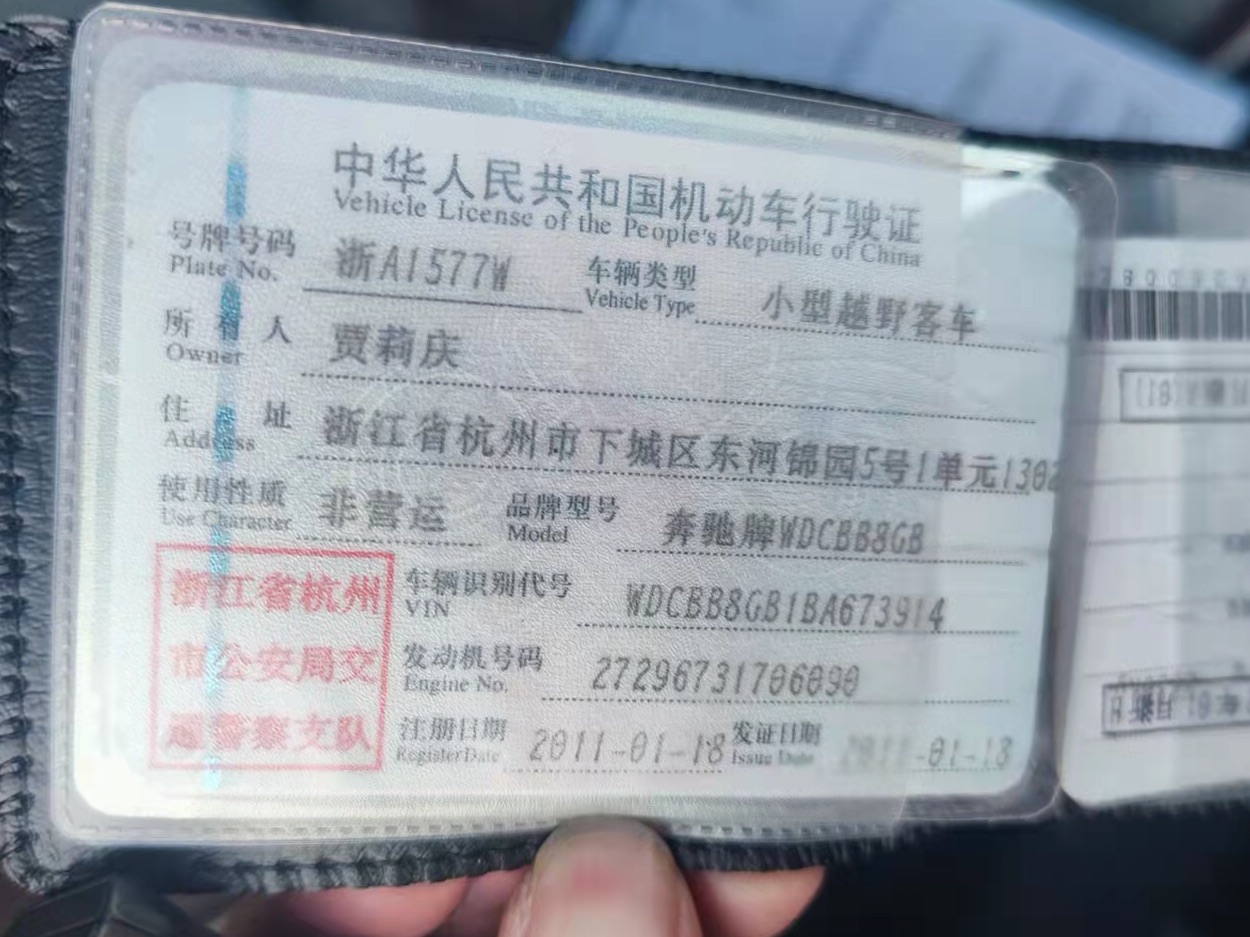 中华人民共和国机动车行驶证
Vehicle License of the People's Republic of China
号牌号码 浙A1577W 车辆类型 小型越野客车
Plate No. Vehicle Type
所有人 贾莉庆
Owner
住址 浙江省杭州市下城区东河锦园5号1单元1302
Address
使用性质 非营运 品牌型号 奔驰牌WDCBB8GB
Use Character Model
浙江省杭州
市公安局交
通警察支队
车辆识别代号 WDCBB8GB1BA673914
VIN
发动机号码 27296731706090
Engine No.
注册日期 2011-01-18 发证日期 2011-01-18
Register Date Issue Date